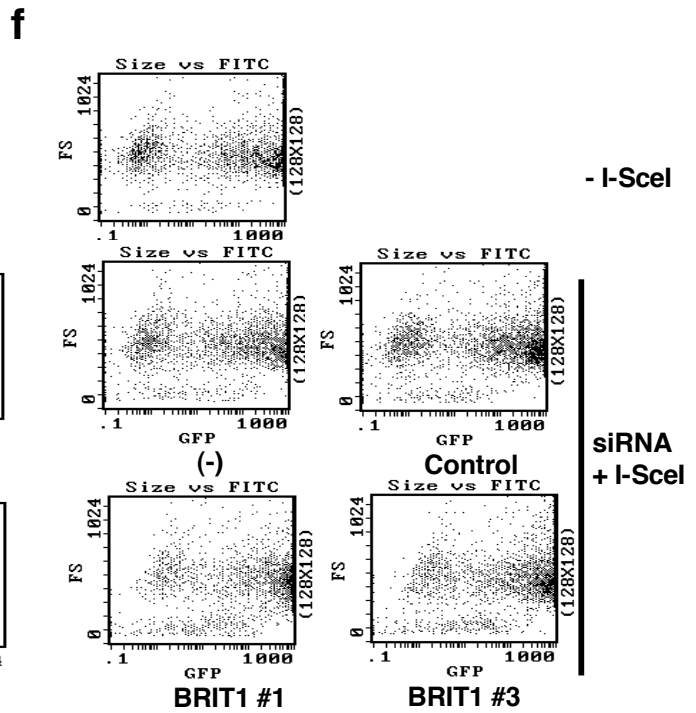 f
Size vs FITC
1024
FS
0
(128X128)
.1 1000
- I-SceI
Size vs FITC
1024
FS
0
(128X128)
.1 1000
GFP
(-)
Size vs FITC
1024
FS
0
(128X128)
.1 1000
GFP
Control
siRNA
+ I-SceI
Size vs FITC
1024
FS
0
(128X128)
.1 1000
GFP
BRIT1 #1
Size vs FITC
1024
FS
0
(128X128)
.1 1000
GFP
BRIT1 #3